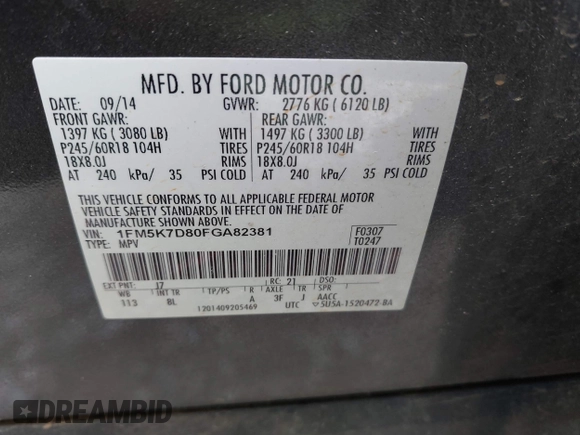 MFD. BY FORD MOTOR CO.
DATE: 09/14 GVWR: 2776 KG ( 6120 LB)
FRONT GAWR: REAR GAWR:
1397 KG ( 3080 LB) 1497 KG ( 3300 LB)
P245/60R18 104H TIRES P245/60R18 104H TIRES
18X8.0J RIMS 18X8.0J RIMS
AT 240 kPa/ 35 PSI COLD AT 240 kPa/ 35 PSI COLD
THIS VEHICLE CONFORMS TO ALL APPLICABLE FEDERAL MOTOR
VEHICLE SAFETY STANDARDS IN EFFECT ON THE DATE OF
MANUFACTURE SHOWN ABOVE.
VIN: 1FM5K7D80FGA82381 F0307
TYPE: MPV T0247
EXT PNT: J7 RC: 21 DSO:
WB INT TR TP/PS R AXLE TR SPR
113 BL A 3F J AACC
1201409205469 UTC 5U5A-1520472-BA
DREAMBID